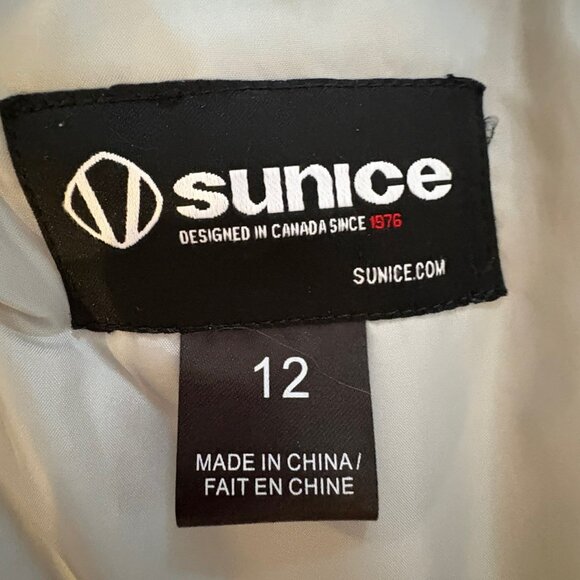 sunice
DESIGNED IN CANADA SINCE 1976
SUNICE.COM
12
MADE IN CHINA/
FAIT EN CHINE